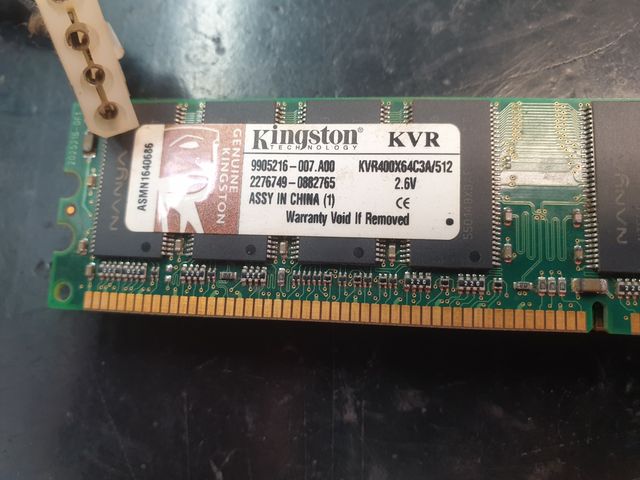 Kingston KVR
TECHNOLOGY
9905216-007.A00 KVR400X64C3A/512
2276749-0882765 2.6V
ASSY IN CHINA (1) CE
Warranty Void If Removed
GENUINE
KINGSTON
ASMN1640686
NANYA